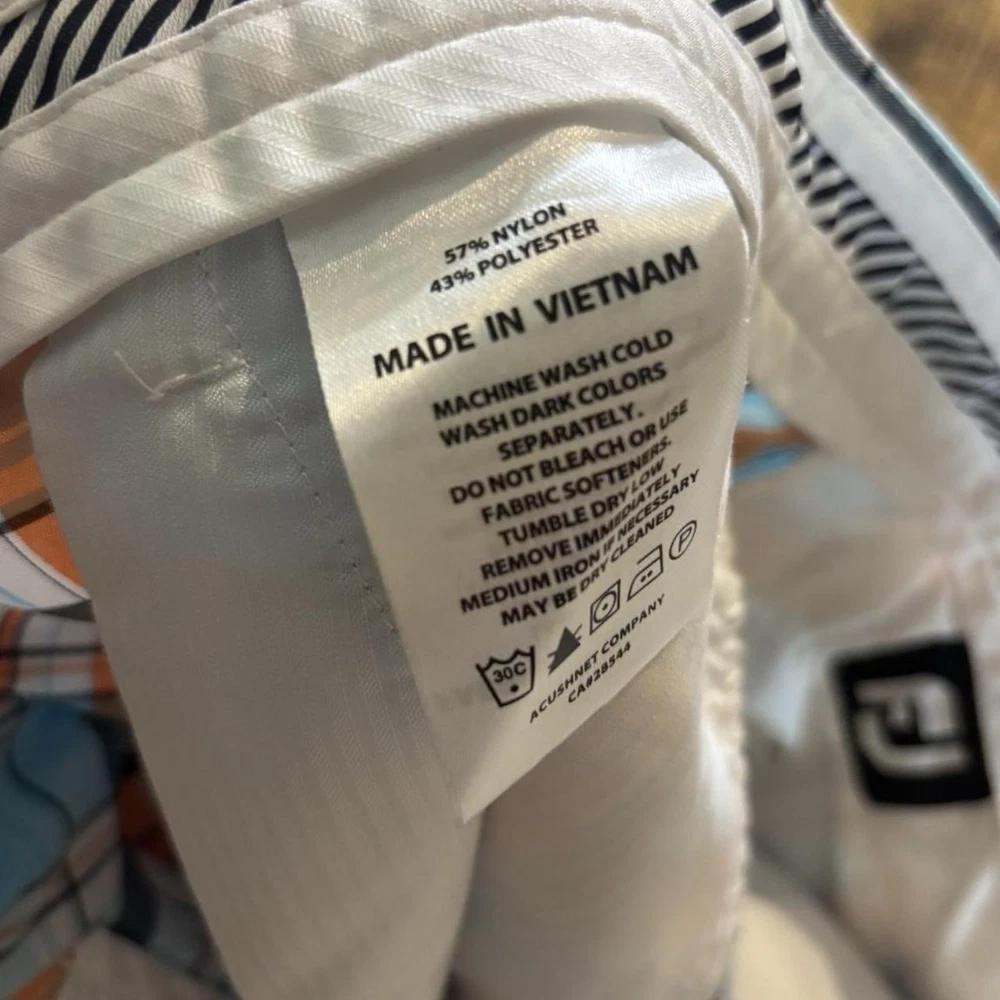 57% NYLON
43% POLYESTER
MADE IN VIETNAM
MACHINE WASH COLD
WASH DARK COLORS
SEPARATELY.
DO NOT BLEACH OR USE
FABRIC SOFTENERS.
TUMBLE DRY LOW
REMOVE IMMEDIATELY
MEDIUM IRON IF NECESSARY
MAY BE DRY CLEANED
30C
P
ACUSHNET COMPANY
CA#28544
FJ